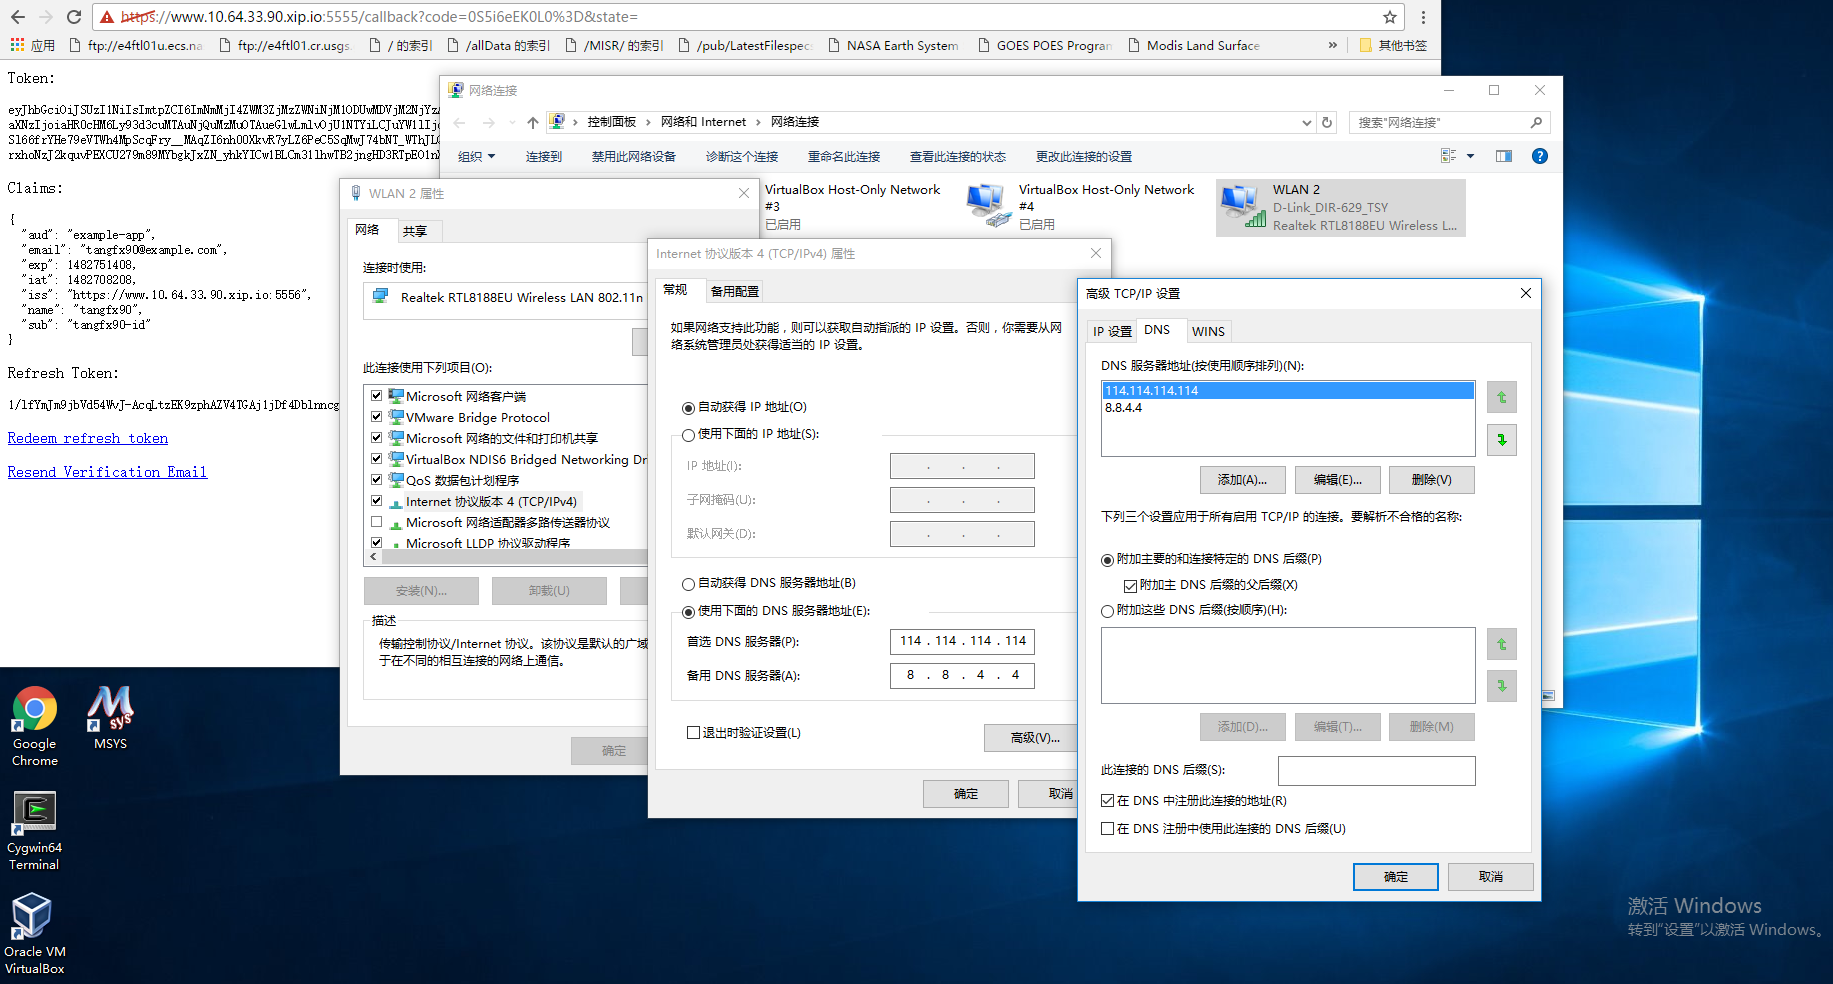 https://www.10.64.33.90.xip.io:5555/callback?code=0S5i6eEK0L0%3D&state=
应用
ftp://e4ftl01u.ecs.na
ftp://e4ftl01.cr.usgs.
/ 的索引
/allData 的索引
/MISR/ 的索引
/pub/LatestFilespec
NASA Earth System
GOES POES Program
Modis Land Surface
»
其他书签
Token:
Claims:
{
"aud": "example-app",
"email": "tangfx90@example.com",
"exp": 1482751408,
"iat": 1482708208,
"iss": "https://www.10.64.33.90.xip.io:5556",
"name": "tangfx90",
"sub": "tangfx90-id"
}
Refresh Token:
Redeem refresh token
Resend Verification Email
网络连接
控制面板 › 网络和 Internet › 网络连接
搜索"网络连接"
组织
连接到
禁用此网络设备
诊断这个连接
重命名此连接
查看此连接的状态
更改此连接的设置
VirtualBox Host-Only Network
#3
已启用
VirtualBox Host-Only Network
#4
已启用
WLAN 2
D-Link_DIR-629_TSY
Realtek RTL8188EU Wireless L...
WLAN 2 属性
网络
共享
连接时使用:
Realtek RTL8188EU Wireless LAN 802.11n
此连接使用下列项目(O):
Microsoft 网络客户端
VMware Bridge Protocol
Microsoft 网络的文件和打印机共享
VirtualBox NDIS6 Bridged Networking Dr
QoS 数据包计划程序
Internet 协议版本 4 (TCP/IPv4)
Microsoft 网络适配器多路传送器协议
Microsoft LLDP 协议驱动程序
安装(N)...
卸载(U)
描述
传输控制协议/Internet 协议。该协议是默认的广域
于在不同的相互连接的网络上通信。
确定
Internet 协议版本 4 (TCP/IPv4) 属性
常规
备用配置
如果网络支持此功能，则可以获取自动指派的 IP 设置。否则，你需要从网
络系统管理员处获得适当的 IP 设置。
自动获得 IP 地址(O)
使用下面的 IP 地址(S):
IP 地址(I):
子网掩码(U):
默认网关(D):
自动获得 DNS 服务器地址(B)
使用下面的 DNS 服务器地址(E):
首选 DNS 服务器(P):
114 . 114 . 114 . 114
备用 DNS 服务器(A):
8 . 8 . 4 . 4
退出时验证设置(L)
高级(V)...
确定
取消
高级 TCP/IP 设置
IP 设置
DNS
WINS
DNS 服务器地址(按使用顺序排列)(N):
114.114.114.114
8.8.4.4
添加(A)...
编辑(E)...
删除(V)
下列三个设置应用于所有启用 TCP/IP 的连接。要解析不合格的名称:
附加主要的和连接特定的 DNS 后缀(P)
附加主 DNS 后缀的父后缀(X)
附加这些 DNS 后缀(按顺序)(H):
添加(D)...
编辑(T)...
删除(M)
此连接的 DNS 后缀(S):
在 DNS 中注册此连接的地址(R)
在 DNS 注册中使用此连接的 DNS 后缀(U)
确定
取消
Google
Chrome
MSYS
Cygwin64
Terminal
Oracle VM
VirtualBox
激活 Windows
转到"设置"以激活 Windows。